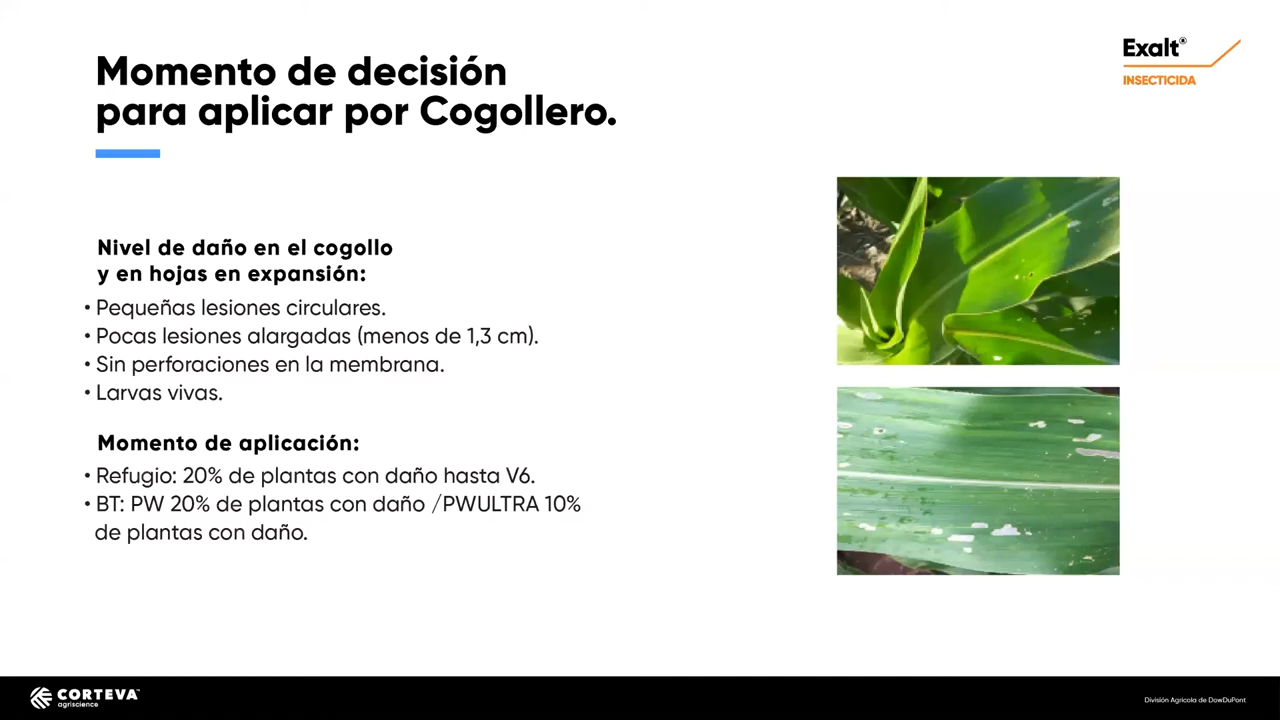 Momento de decisión
para aplicar por Cogollero.
Exalt®
INSECTICIDA
Nivel de daño en el cogollo
y en hojas en expansión:
• Pequeñas lesiones circulares.
• Pocas lesiones alargadas (menos de 1,3 cm).
• Sin perforaciones en la membrana.
• Larvas vivas.
Momento de aplicación:
• Refugio: 20% de plantas con daño hasta V6.
• BT: PW 20% de plantas con daño /PWULTRA 10%
de plantas con daño.
CORTEVA™
agriscience
División Agrícola de DowDuPont